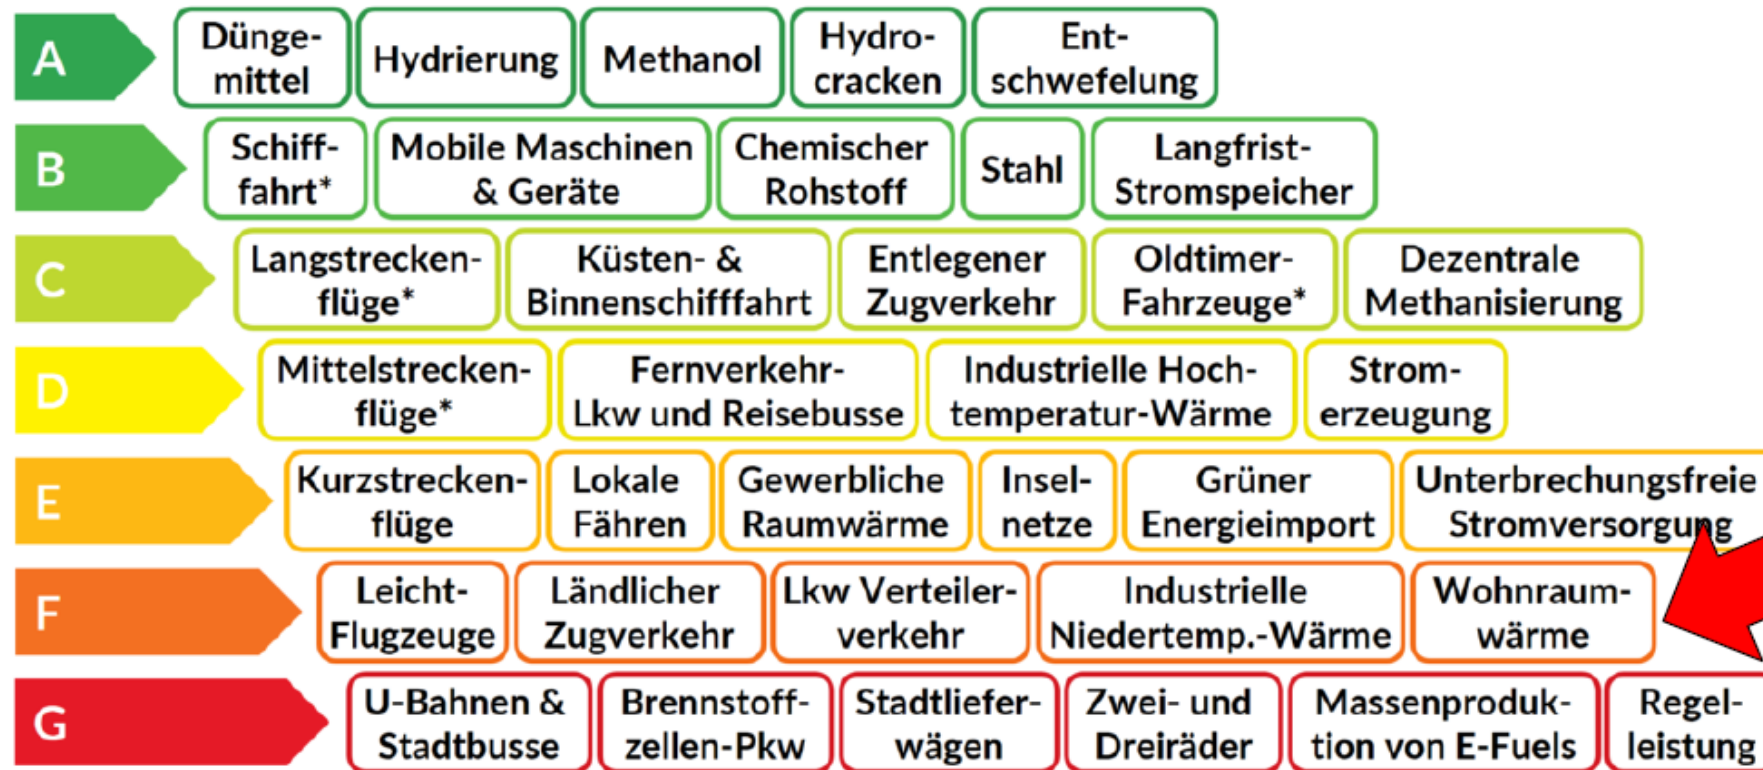 A
Dünge-
mittel
Hydrierung
Methanol
Hydro-
cracken
Ent-
schwefelung
B
Schiff-
fahrt*
Mobile Maschinen
& Geräte
Chemischer
Rohstoff
Stahl
Langfrist-
Stromspeicher
C
Langstrecken-
flüge*
Küsten- &
Binnenschifffahrt
Entlegener
Zugverkehr
Oldtimer-
Fahrzeuge*
Dezentrale
Methanisierung
D
Mittelstrecken-
flüge*
Fernverkehr-
Lkw und Reisebusse
Industrielle Hoch-
temperatur-Wärme
Strom-
erzeugung
E
Kurzstrecken-
flüge
Lokale
Fähren
Gewerbliche
Raumwärme
Insel-
netze
Grüner
Energieimport
Unterbrechungsfreie
Stromversorgung
F
Leicht-
Flugzeuge
Ländlicher
Zugverkehr
Lkw Verteiler-
verkehr
Industrielle
Niedertemp.-Wärme
Wohnraum-
wärme
G
U-Bahnen &
Stadtbusse
Brennstoff-
zellen-Pkw
Stadtliefer-
wägen
Zwei- und
Dreiräder
Massenproduk-
tion von E-Fuels
Regel-
leistung